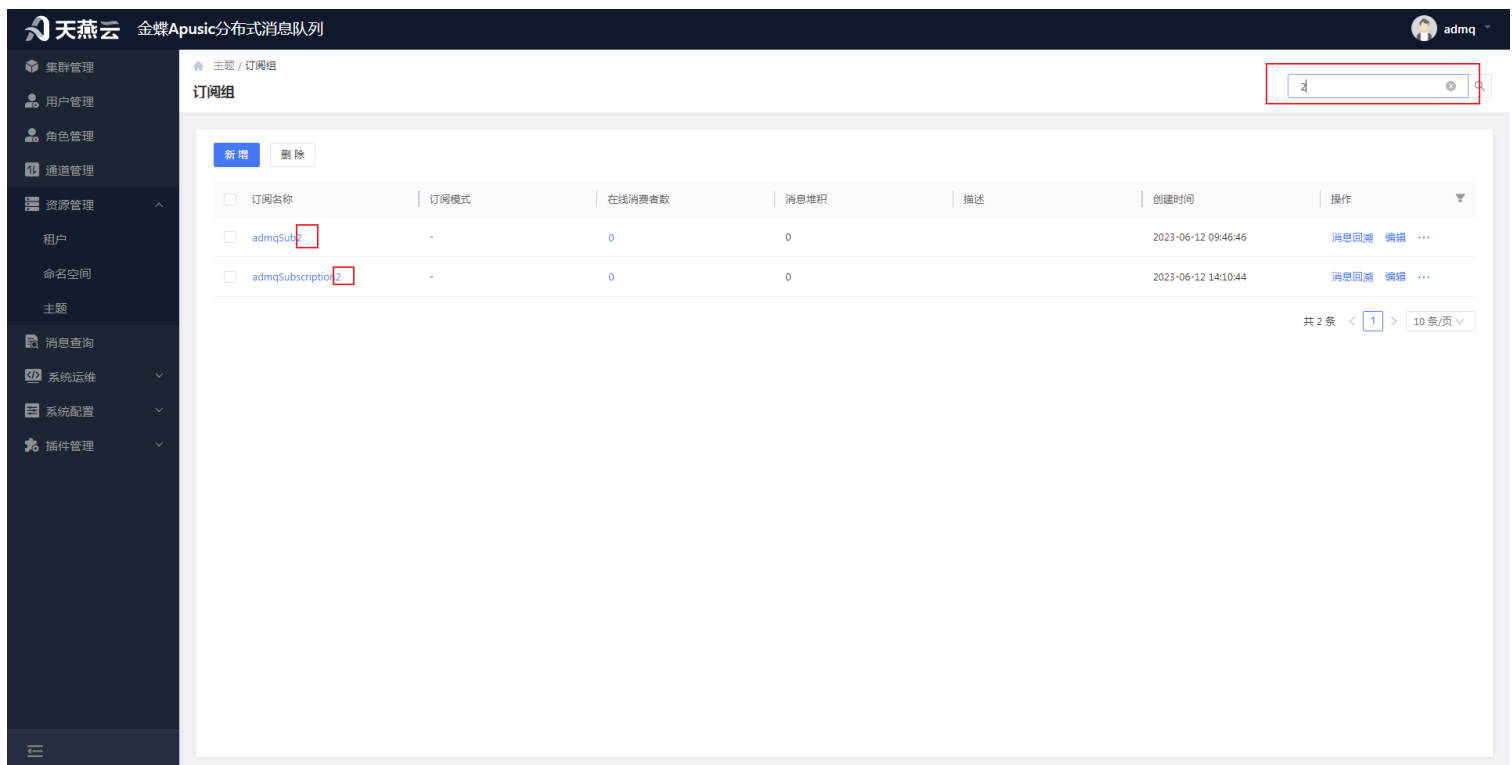 天燕云 金蝶Apusic分布式消息队列 admq
集群管理
用户管理
角色管理
通道管理
资源管理
租户
命名空间
主题
消息查询
系统运维
系统配置
插件管理
主题 / 订阅组
订阅组
2
新增 删除
订阅名称 订阅模式 在线消费者数 消息堆积 描述 创建时间 操作
admqSub2 - 0 0 2023-06-12 09:46:46 消息回溯 编辑 ···
admqSubscription2 - 0 0 2023-06-12 14:10:44 消息回溯 编辑 ···
共 2 条 < 1 > 10 条/页